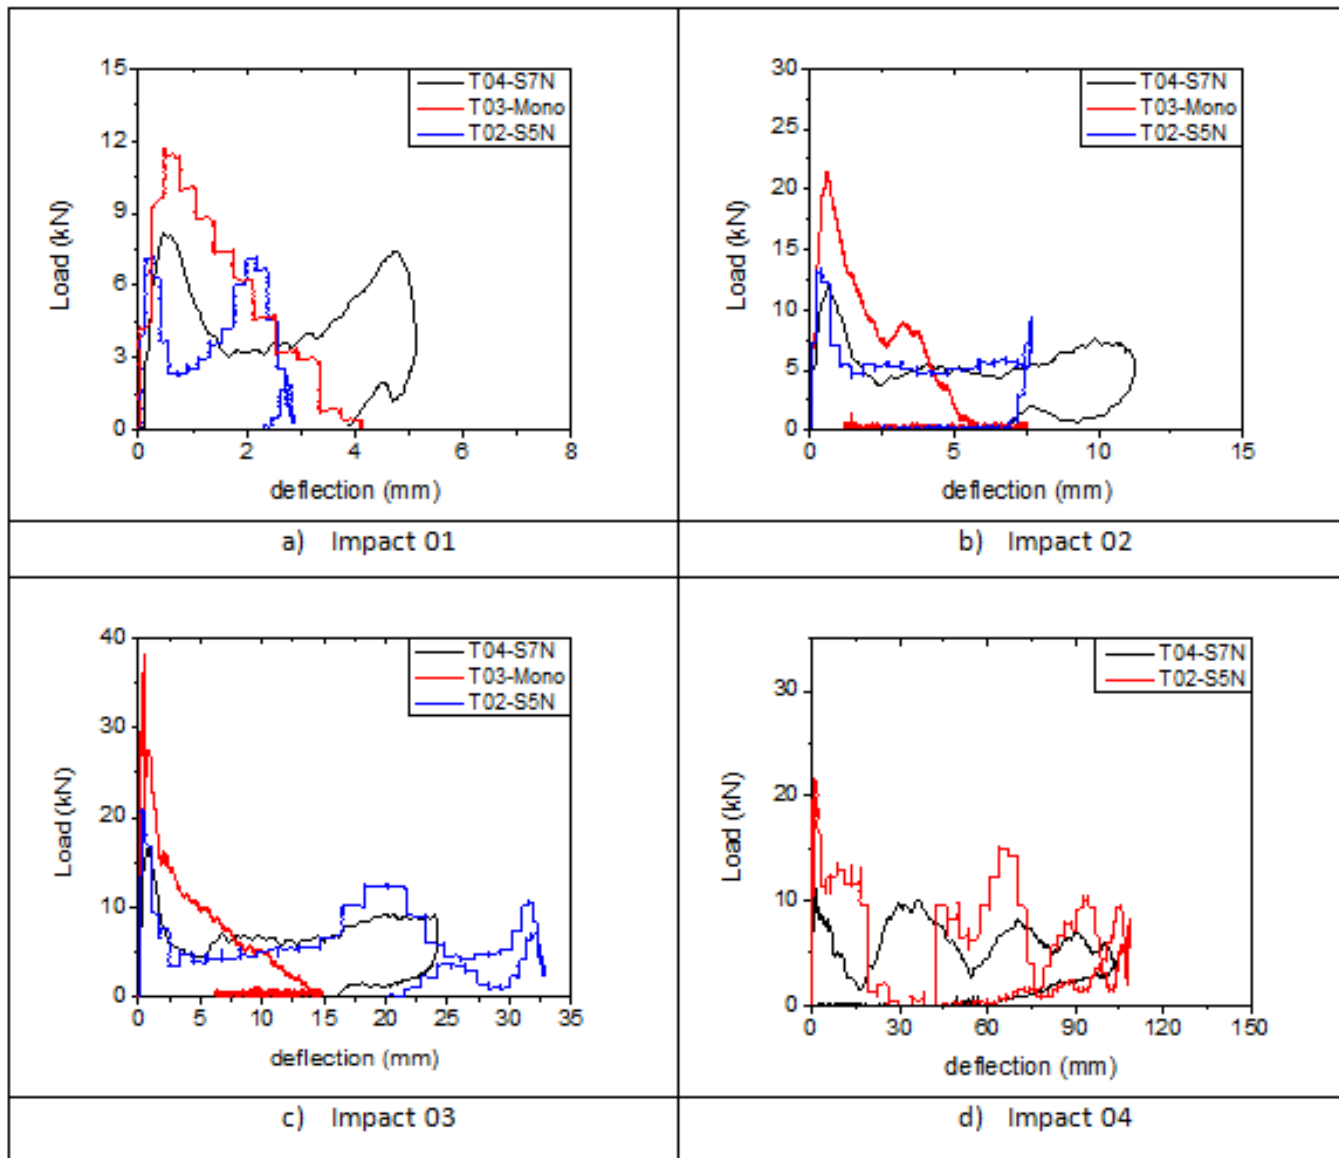 15
12
9
6
3
0
Load (kN)
T04-S7N
T03-Mono
T02-S5N
0 2 4 6 8
deflection (mm)
a) Impact 01
30
25
20
15
10
5
0
Load (kN)
T04-S7N
T03-Mono
T02-S5N
0 5 10 15
deflection (mm)
b) Impact 02
40
30
20
10
0
Load (kN)
T04-S7N
T03-Mono
T02-S5N
0 5 10 15 20 25 30 35
deflection (mm)
c) Impact 03
30
20
10
0
Load (kN)
T04-S7N
T02-S5N
0 30 60 90 120 150
deflection (mm)
d) Impact 04